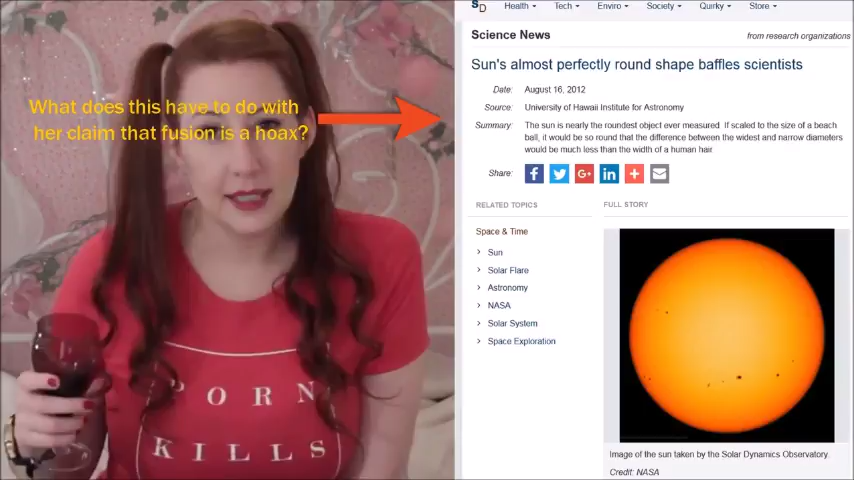 What does this have to do with
her claim that fusion is a hoax?
PORN
KILLS
SD
Health Tech Enviro Society Quirky Store
Science News
from research organizations
Sun's almost perfectly round shape baffles scientists
Date: August 16, 2012
Source: University of Hawaii Institute for Astronomy
Summary: The sun is nearly the roundest object ever measured. If scaled to the size of a beach
ball, it would be so round that the difference between the widest and narrow diameters
would be much less than the width of a human hair
Share:
RELATED TOPICS
Space & Time
Sun
Solar Flare
Astronomy
NASA
Solar System
Space Exploration
FULL STORY
Image of the sun taken by the Solar Dynamics Observatory.
Credit: NASA